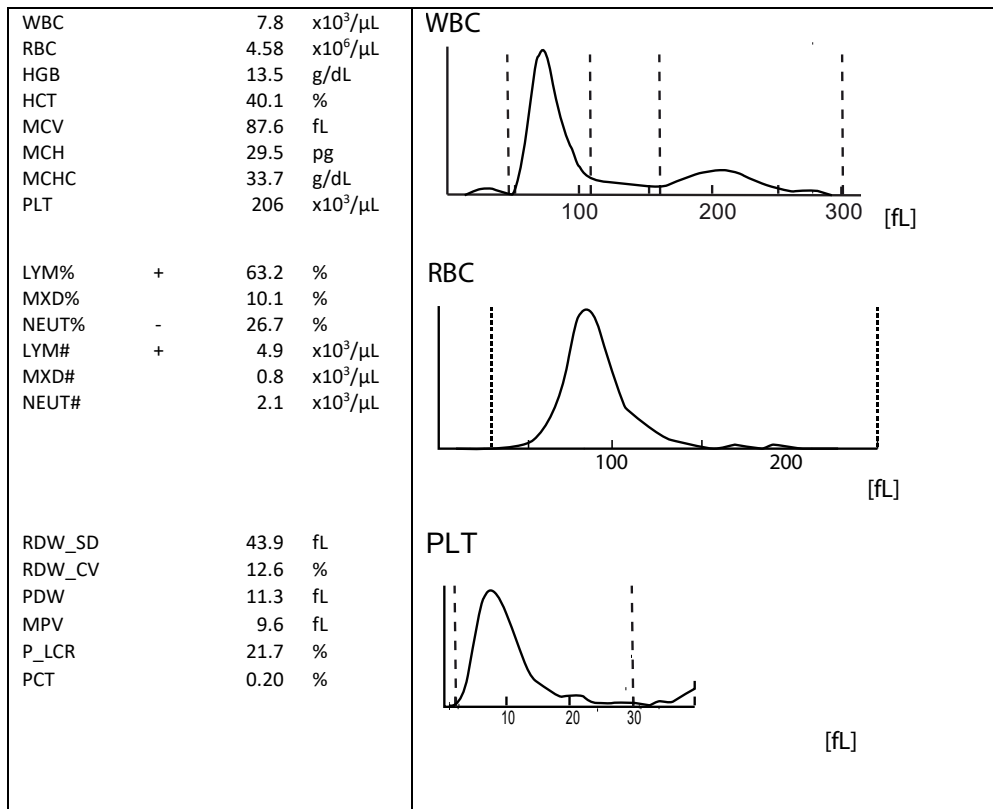 WBC 7.8 x10³/µL
RBC 4.58 x10⁶/µL
HGB 13.5 g/dL
HCT 40.1 %
MCV 87.6 fL
MCH 29.5 pg
MCHC 33.7 g/dL
PLT 206 x10³/µL
LYM% + 63.2 %
MXD% 10.1 %
NEUT% - 26.7 %
LYM# + 4.9 x10³/µL
MXD# 0.8 x10³/µL
NEUT# 2.1 x10³/µL
RDW_SD 43.9 fL
RDW_CV 12.6 %
PDW 11.3 fL
MPV 9.6 fL
P_LCR 21.7 %
PCT 0.20 %
WBC
100 200 300 [fL]
RBC
100 200
[fL]
PLT
10 20 30
[fL]